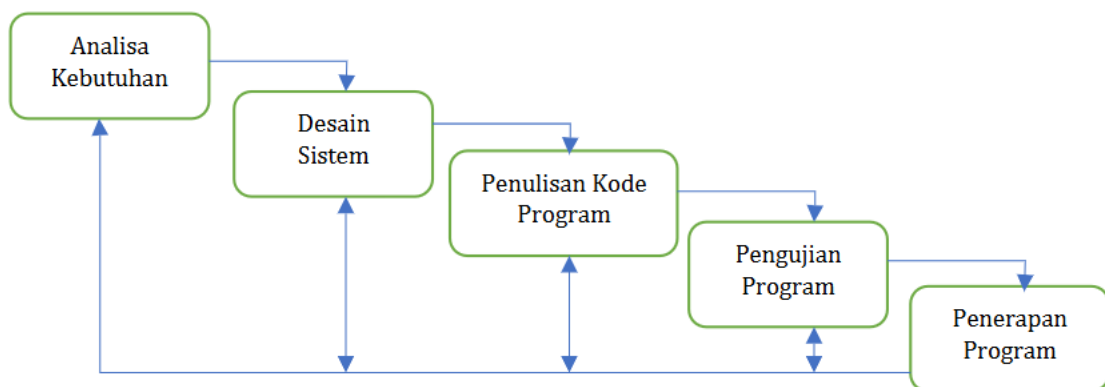 Analisa
Kebutuhan
Desain
Sistem
Penulisan Kode
Program
Pengujian
Program
Penerapan
Program